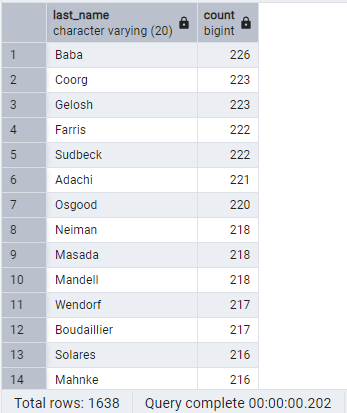 last_name count
character varying (20) bigint
1 Baba 226
2 Coorg 223
3 Gelosh 223
4 Farris 222
5 Sudbeck 222
6 Adachi 221
7 Osgood 220
8 Neiman 218
9 Masada 218
10 Mandell 218
11 Wendorf 217
12 Boudaillier 217
13 Solares 216
14 Mahnke 216
Total rows: 1638 Query complete 00:00:00.202